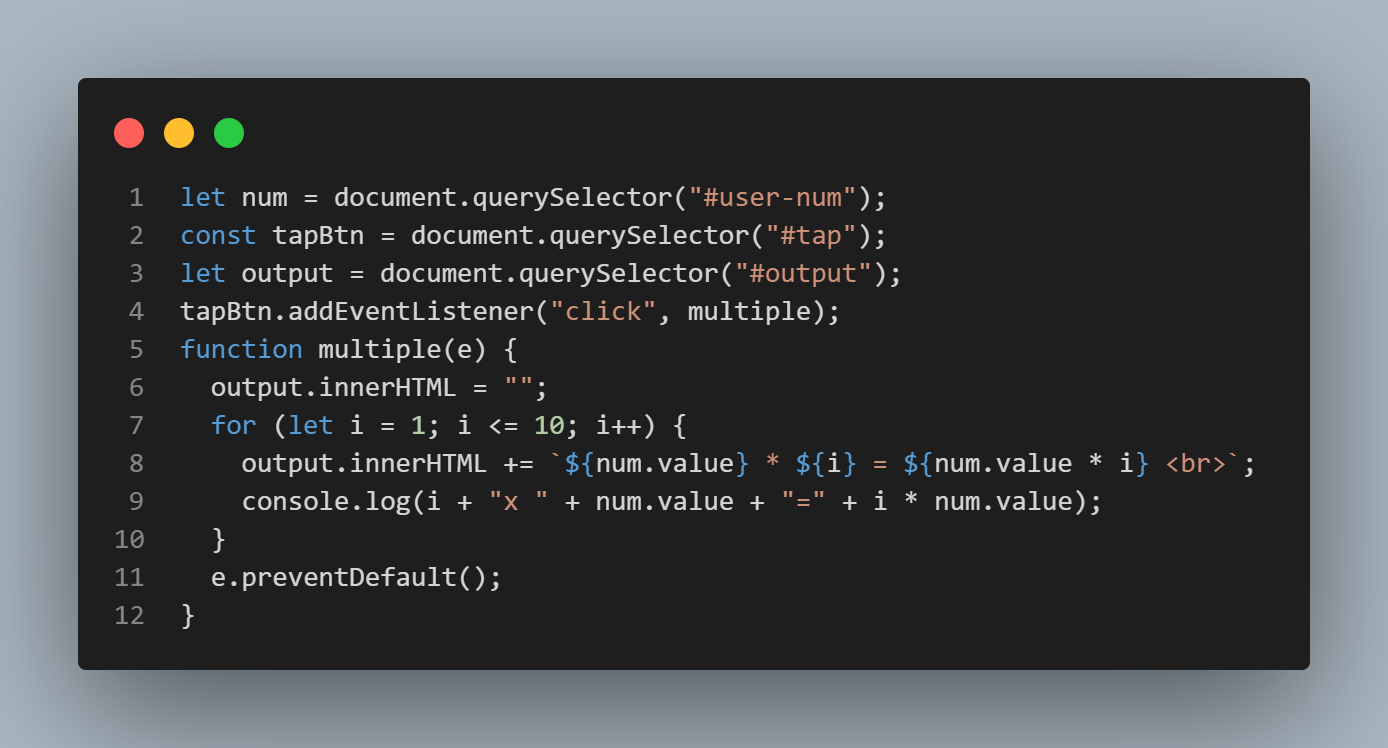 1 let num = document.querySelector("#user-num");
2 const tapBtn = document.querySelector("#tap");
3 let output = document.querySelector("#output");
4 tapBtn.addEventListener("click", multiple);
5 function multiple(e) {
6   output.innerHTML = "";
7   for (let i = 1; i <= 10; i++) {
8     output.innerHTML += `${num.value} * ${i} = ${num.value * i} <br>`;
9     console.log(i + "x " + num.value + "=" + i * num.value);
10   }
11   e.preventDefault();
12 }